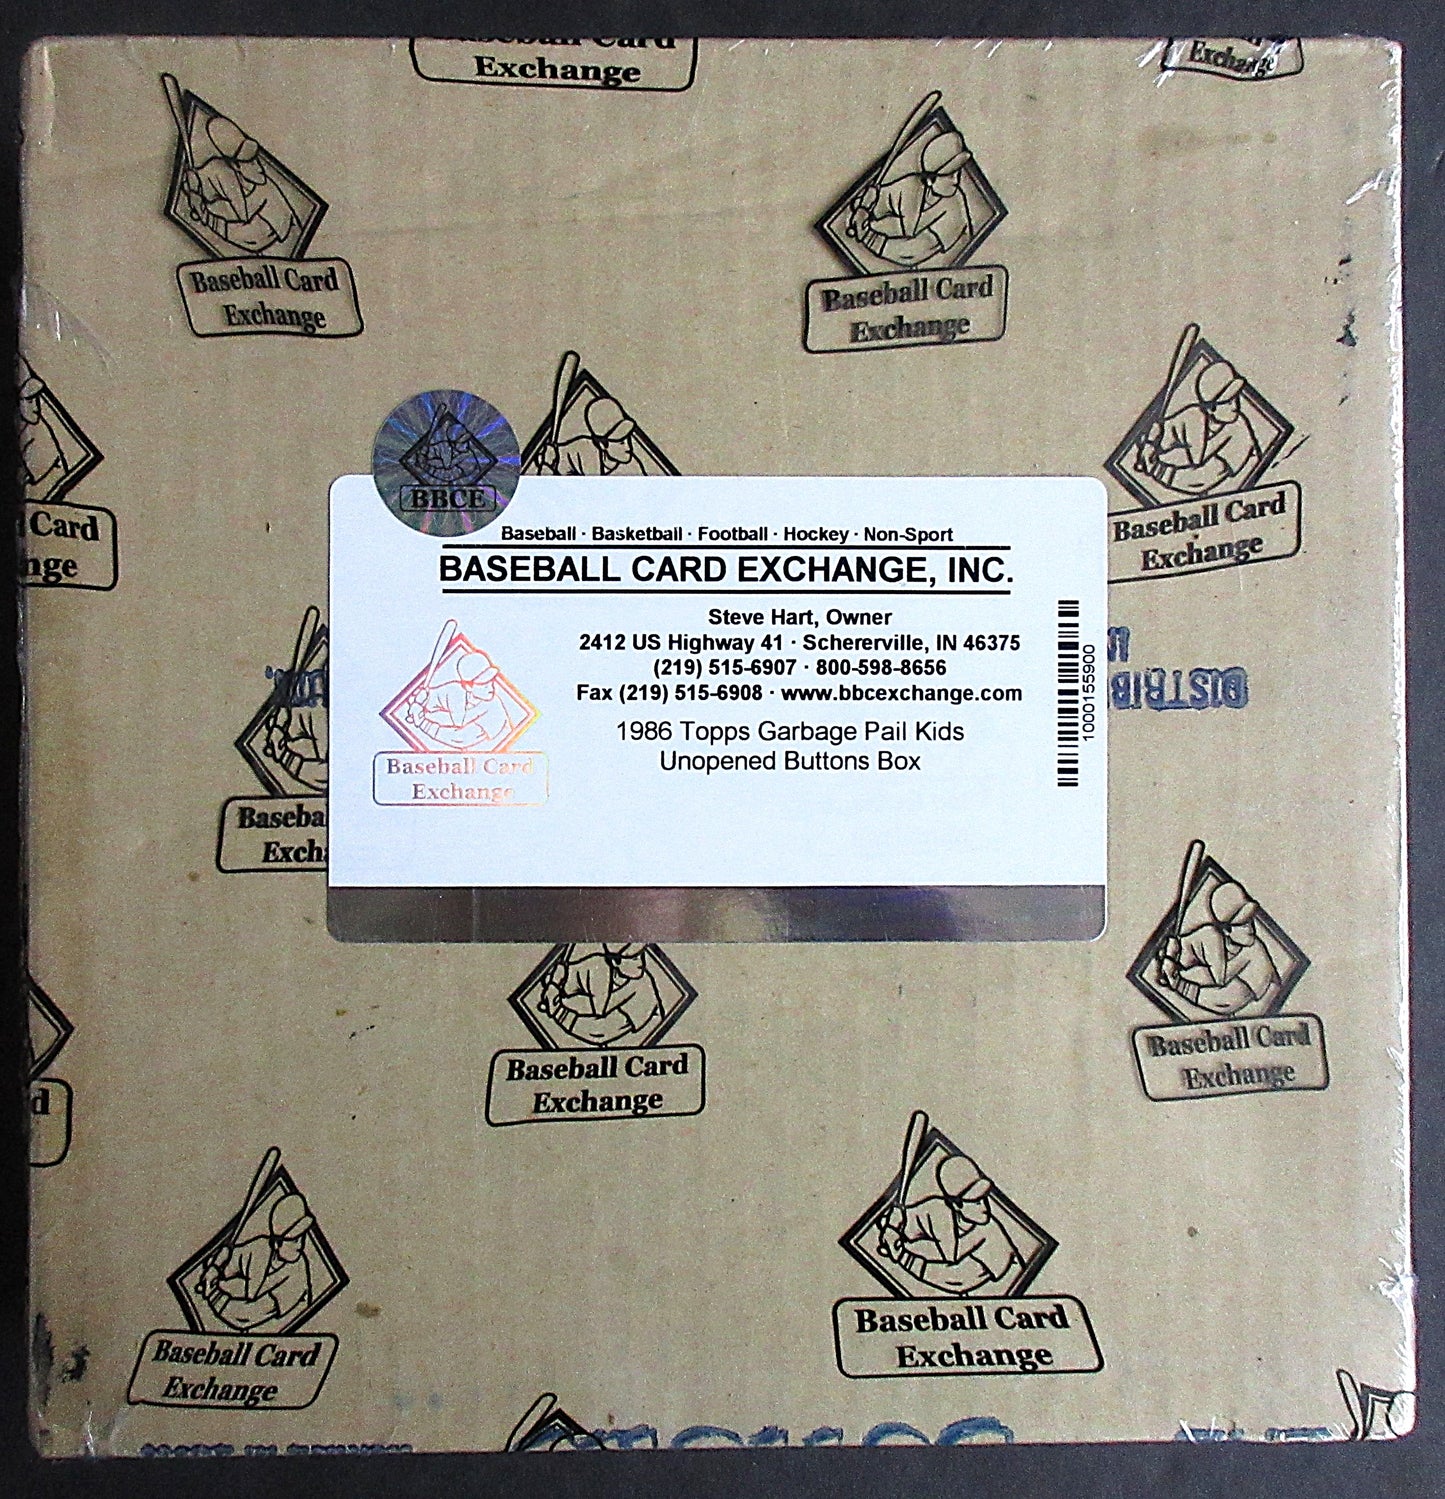 Baseball Card
Exchange
Exchange
Baseball Card
Exchange
Baseball Card
Exchange
Card
Baseball Card
Exchange
BBCE
Baseball · Basketball · Football · Hockey · Non-Sport
BASEBALL CARD EXCHANGE, INC.
Steve Hart, Owner
2412 US Highway 41 · Schererville, IN 46375
(219) 515-6907 · 800-598-8656
Fax (219) 515-6908 · www.bbcexchange.com
1986 Topps Garbage Pail Kids
Unopened Buttons Box
1000155900
Baseball Card
Exchange
DISTRIB
Baseball Card
Exchange
Baseball Card
Exchange
Baseball Card
Exchange
Baseball Card
Exchange